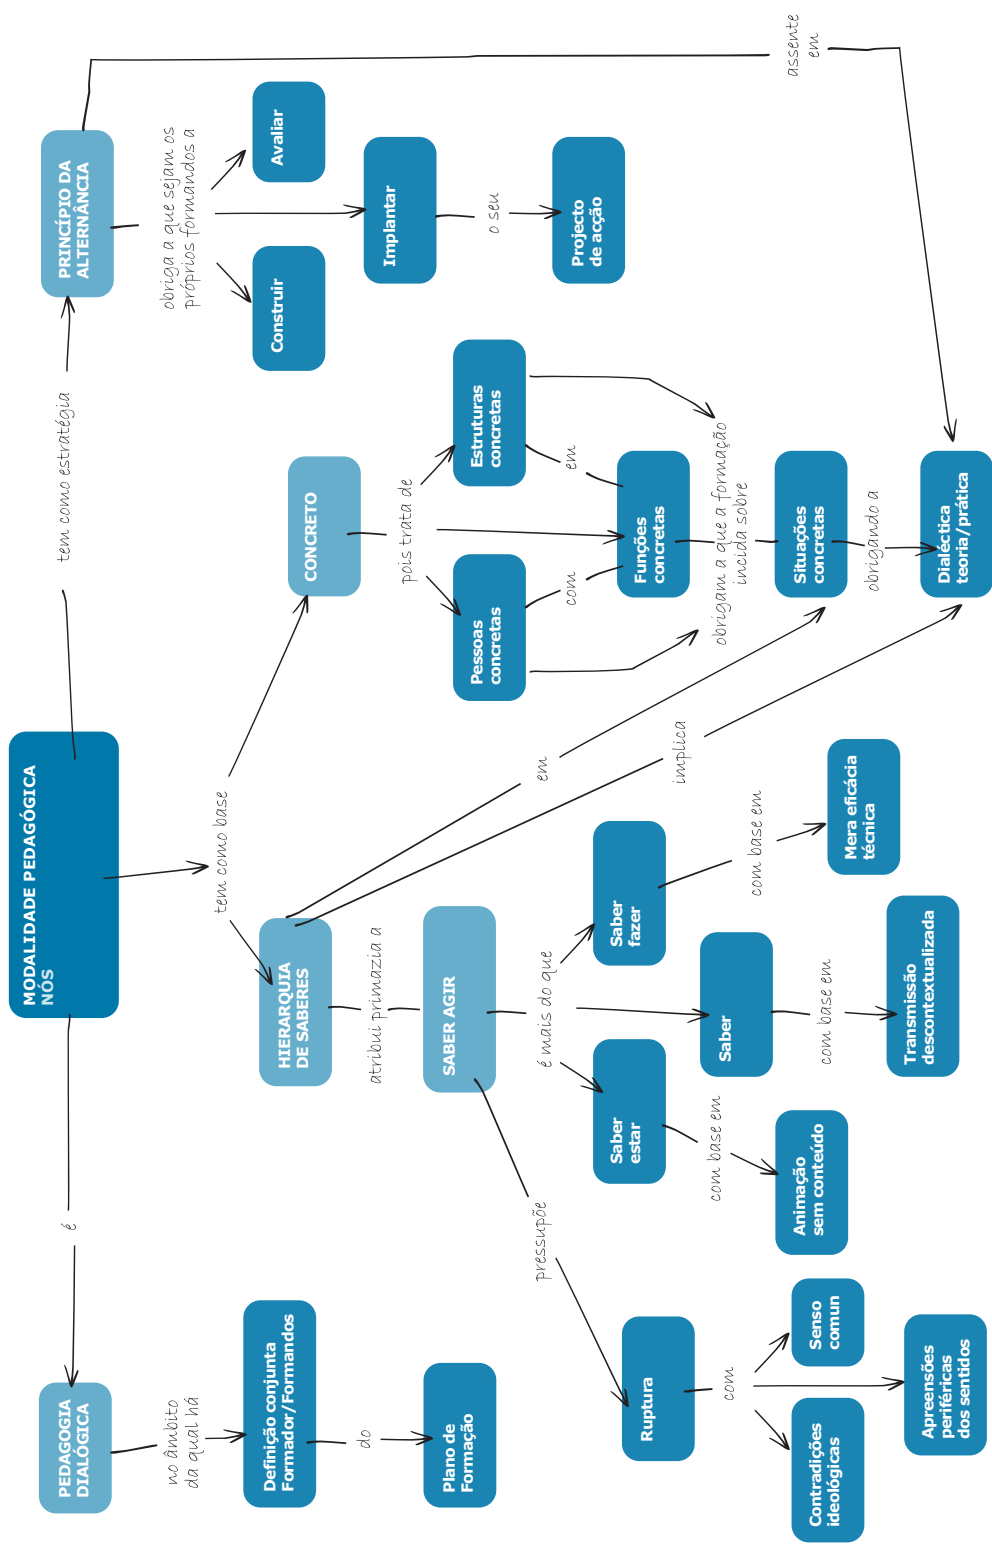 MODALIDADE PEDAGÓGICA
NÓS
é
tem como base
tem como estratégia
PEDAGOGIA
DIALÓGICA
no âmbito
da qual há
Definição conjunta
Formador/Formandos
do
Plano de
Formação
HIERARQUIA
DE SABERES
atribui primazia a
SABER AGIR
pressupõe
Ruptura
com
Contradições
ideológicas
Senso
comun
Apreensões
periféricas
dos sentidos
é mais do que
Saber
estar
com base em
Animação
sem conteúdo
Saber
com base em
Transmissão
descontextualizada
Saber
fazer
com base em
Mera eficácia
técnica
em
implica
CONCRETO
pois trata de
Pessoas
concretas
Estruturas
concretas
com
em
Funções
concretas
obrigam a que a formação
incida sobre
Situações
concretas
obrigando a
Dialéctica
teoria/prática
PRINCÍPIO DA
ALTERNÂNCIA
obriga a que sejam os
próprios formandos a
Construir
Avaliar
Implantar
o seu
Projecto
de acção
assente
em